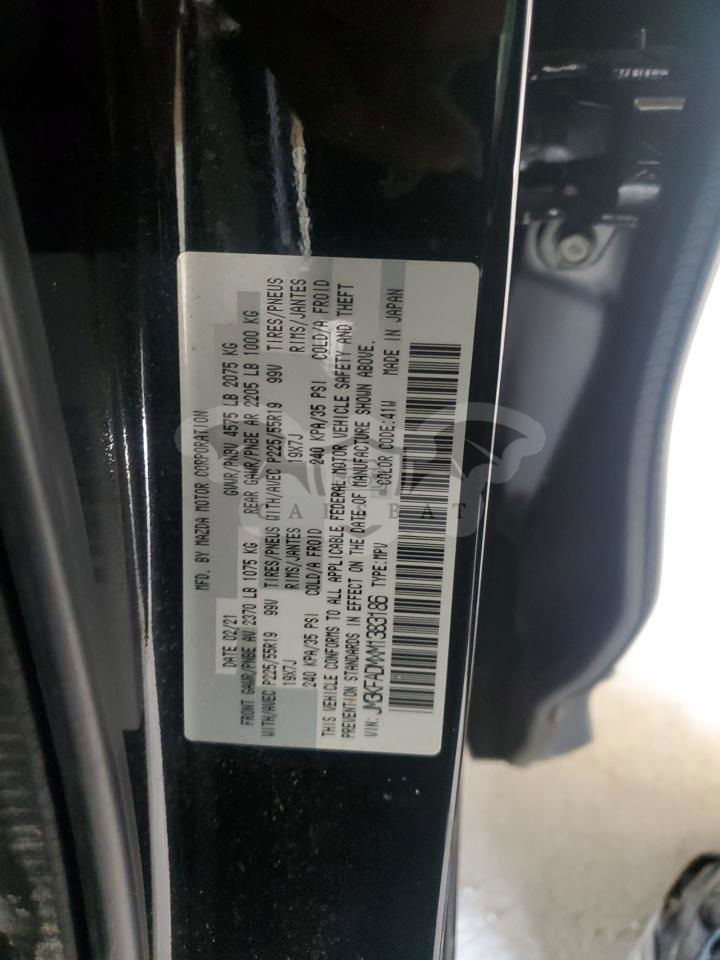 MFD. BY MAZDA MOTOR CORPORATION
DATE 02/21 GVWR/PNBV 4575 LB 2075 KG
FRONT GAWR/PNBE AV 2370 LB 1075 KG REAR GAWR/PNBE AR 2205 LB 1000 KG
WITH/AVEC P225/55R19 99V TIRES/PNEUS WITH/AVEC P225/55R19 99V TIRES/PNEUS
19X7J RIMS/JANTES 19X7J RIMS/JANTES
240 KPA/35 PSI COLD/A FROID 240 KPA/35 PSI COLD/A FROID
THIS VEHICLE CONFORMS TO ALL APPLICABLE FEDERAL MOTOR VEHICLE SAFETY AND THEFT
PREVENTION STANDARDS IN EFFECT ON THE DATE OF MANUFACTURE SHOWN ABOVE.
VIN: JM3KFADMXM1383186 TYPE:MPV COLOR CODE:41W MADE IN JAPAN